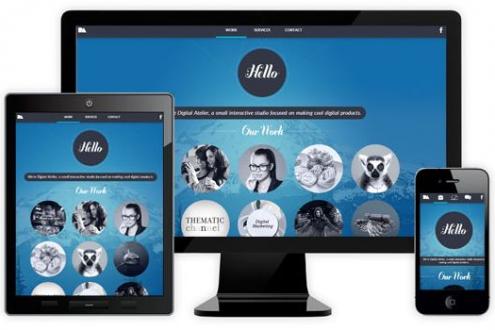 WORK SERVICES CONTACT
Hello
Digital Atelier, a small interactive studio focused on making cool digital products.
Our Work
THEMATIC
channel
Digital
Marketing
WORK SERVICES CONTACT
Hello
We're Digital Atelier, a small interactive studio focused on making cool digital products.
Our Work
Hello
Our Work